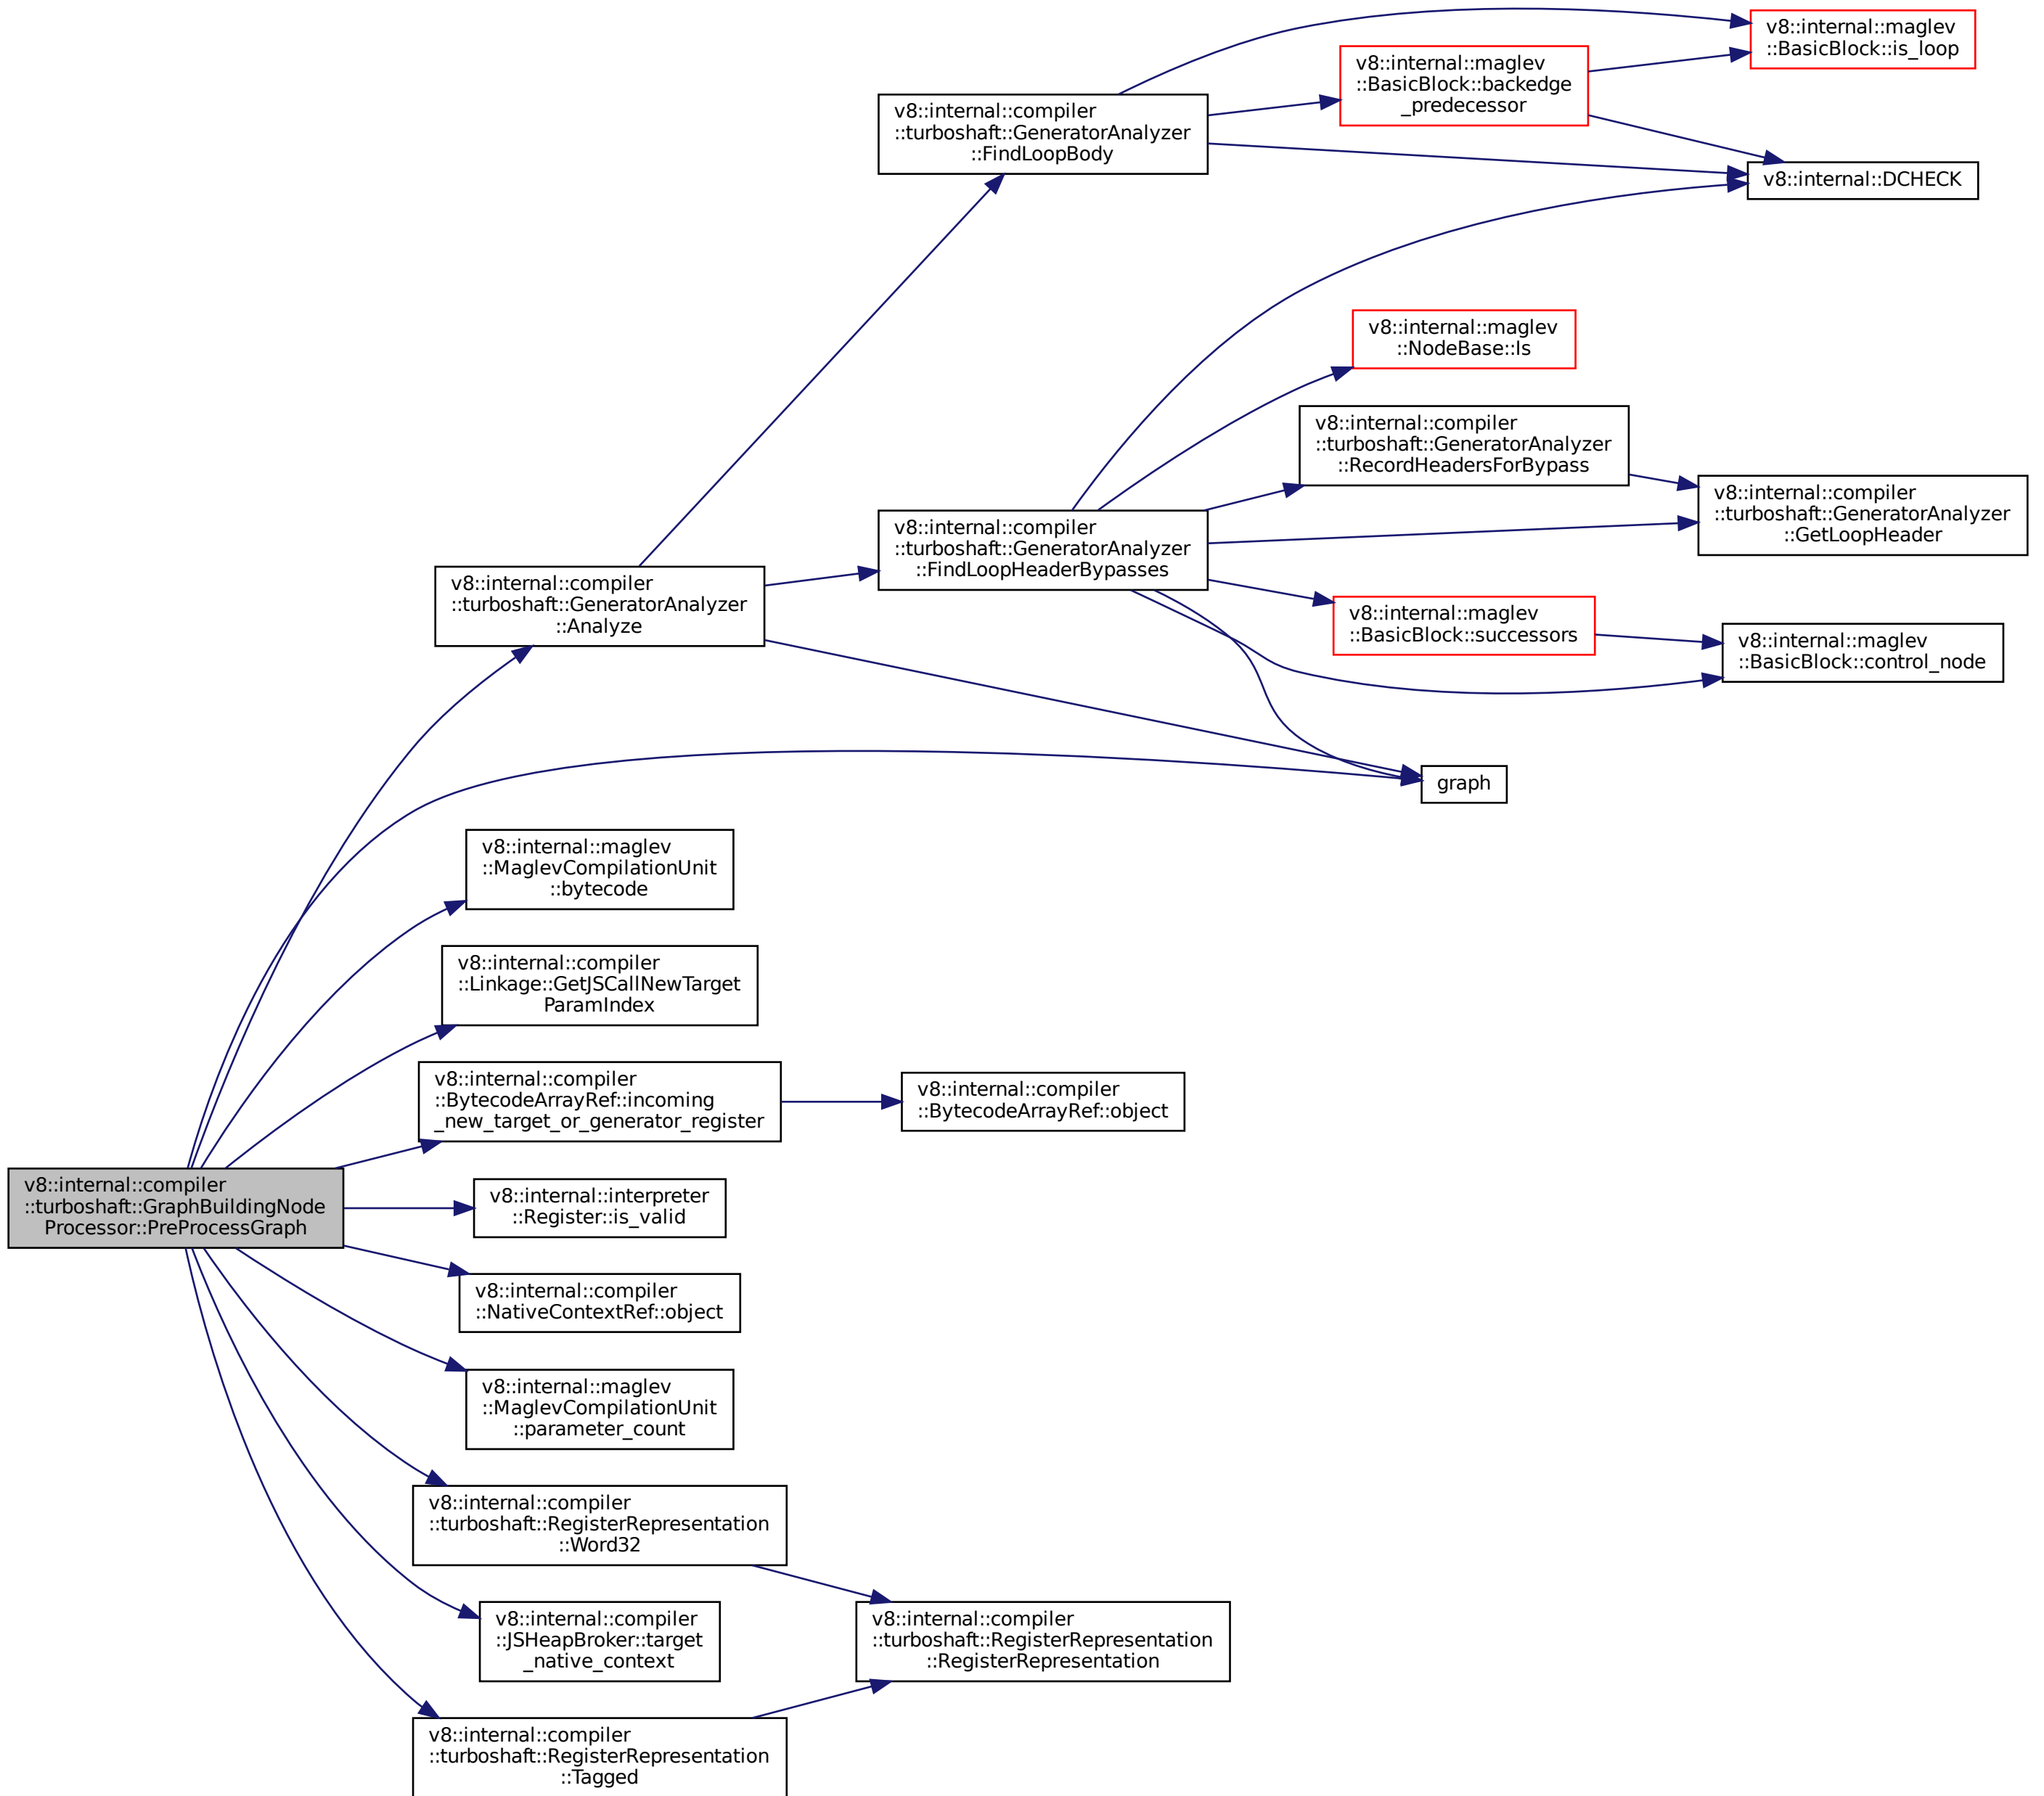 v8::internal::maglev
::BasicBlock::is_loop
v8::internal::maglev
::BasicBlock::backedge
_predecessor
v8::internal::compiler
::turboshaft::GeneratorAnalyzer
::FindLoopBody
v8::internal::DCHECK
v8::internal::maglev
::NodeBase::Is
v8::internal::compiler
::turboshaft::GeneratorAnalyzer
::RecordHeadersForBypass
v8::internal::compiler
::turboshaft::GeneratorAnalyzer
::GetLoopHeader
v8::internal::compiler
::turboshaft::GeneratorAnalyzer
::FindLoopHeaderBypasses
v8::internal::compiler
::turboshaft::GeneratorAnalyzer
::Analyze
v8::internal::maglev
::BasicBlock::successors
v8::internal::maglev
::BasicBlock::control_node
graph
v8::internal::maglev
::MaglevCompilationUnit
::bytecode
v8::internal::compiler
::Linkage::GetJSCallNewTarget
ParamIndex
v8::internal::compiler
::BytecodeArrayRef::incoming
_new_target_or_generator_register
v8::internal::compiler
::BytecodeArrayRef::object
v8::internal::compiler
::turboshaft::GraphBuildingNode
Processor::PreProcessGraph
v8::internal::interpreter
::Register::is_valid
v8::internal::compiler
::NativeContextRef::object
v8::internal::maglev
::MaglevCompilationUnit
::parameter_count
v8::internal::compiler
::turboshaft::RegisterRepresentation
::Word32
v8::internal::compiler
::JSHeapBroker::target
_native_context
v8::internal::compiler
::turboshaft::RegisterRepresentation
::RegisterRepresentation
v8::internal::compiler
::turboshaft::RegisterRepresentation
::Tagged